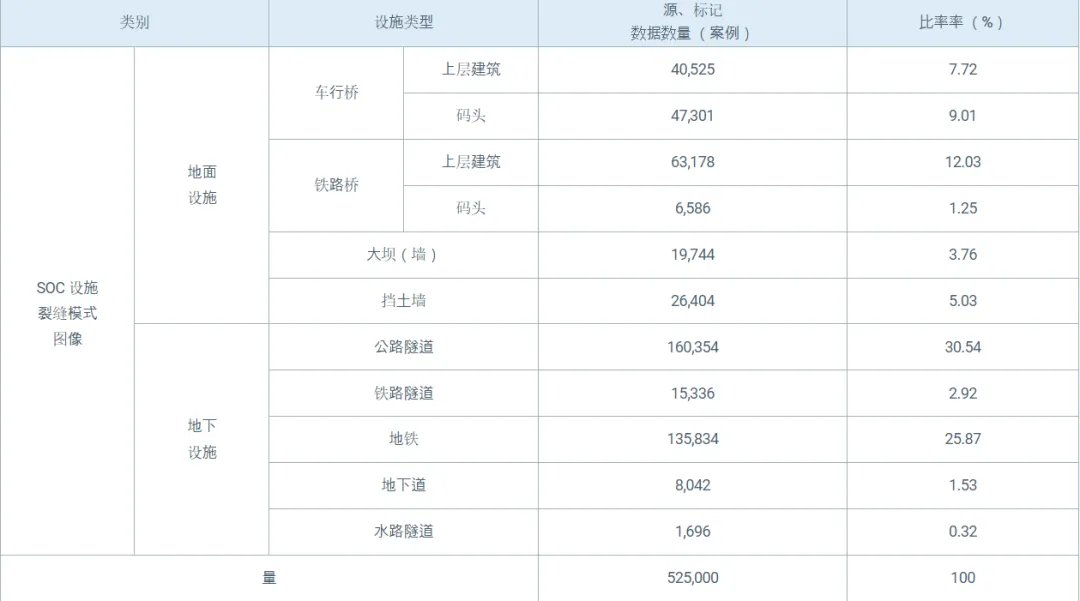 类别
设施类型
源、标记
数据数量（案例）
比率率（%）
SOC 设施
裂缝模式
图像
地面
设施
车行桥
上层建筑
40,525
7.72
码头
47,301
9.01
铁路桥
上层建筑
63,178
12.03
码头
6,586
1.25
大坝（墙）
19,744
3.76
挡土墙
26,404
5.03
地下
设施
公路隧道
160,354
30.54
铁路隧道
15,336
2.92
地铁
135,834
25.87
地下道
8,042
1.53
水路隧道
1,696
0.32
量
525,000
100